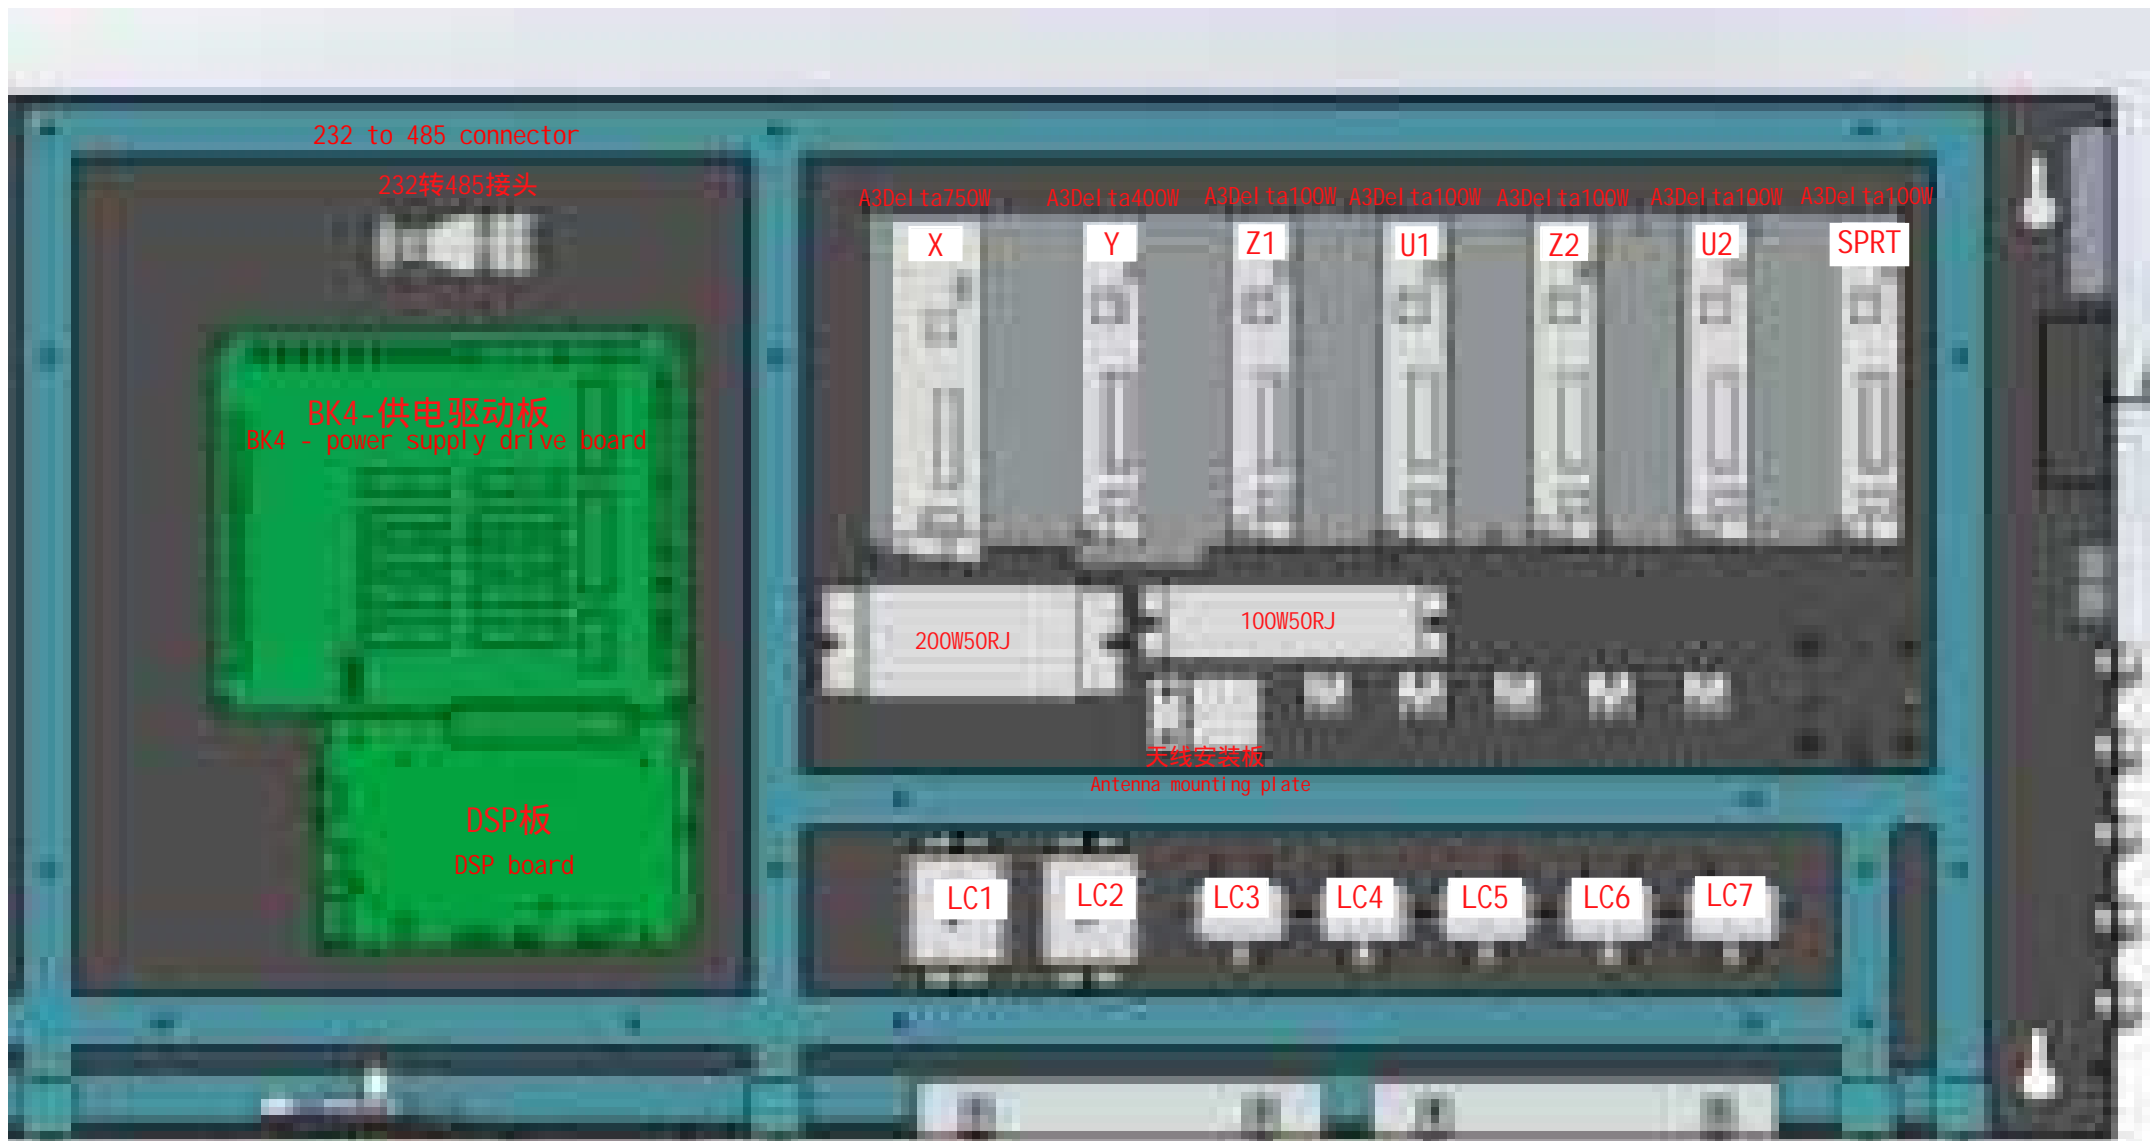 232 to 485 connector
232转485接头
BK4-供电驱动板
BK4 - power supply drive board
DSP板
DSP board
A3Delta750W A3Delta400W A3Delta100W A3Delta100W A3Delta100W A3Delta100W A3Delta100W
X Y Z1 U1 Z2 U2 SPRT
200W50RJ
100W50RJ
天线安装板
Antenna mounting plate
LC1 LC2 LC3 LC4 LC5 LC6 LC7